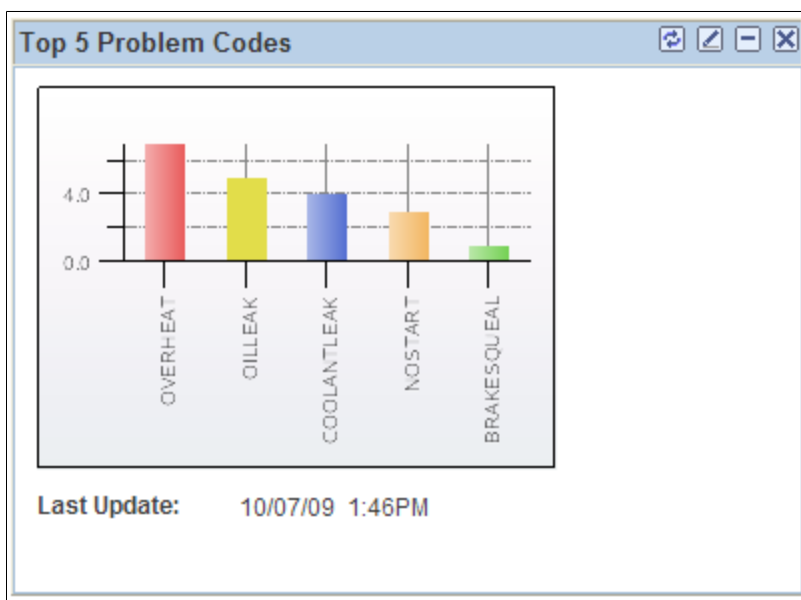 Top 5 Problem Codes
4.0
0.0
OVERHEAT
OILLEAK
COOLANTLEAK
NOSTART
BRAKESQUEAL
Last Update: 10/07/09 1:46PM